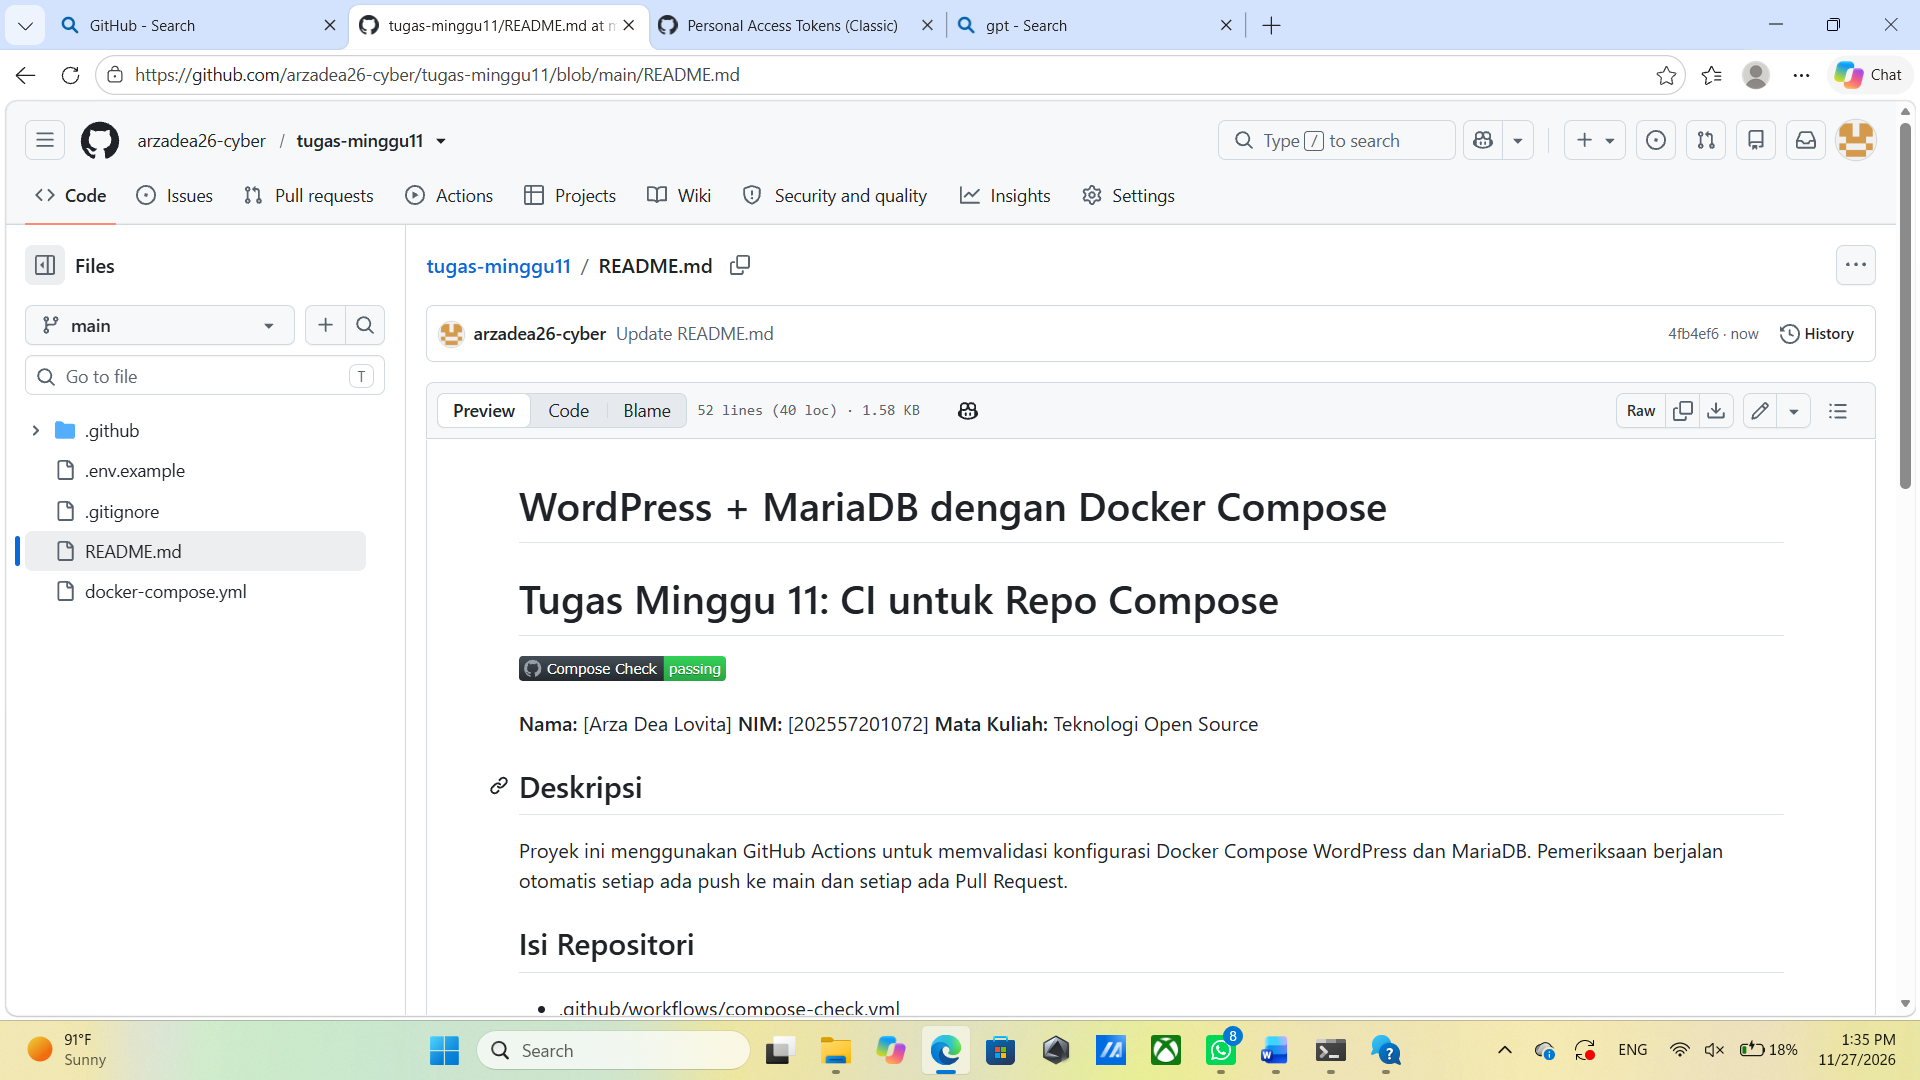 GitHub - Search
tugas-minggu11/README.md at m
Personal Access Tokens (Classic)
gpt - Search
https://github.com/arzadea26-cyber/tugas-minggu11/blob/main/README.md
Chat
arzadea26-cyber / tugas-minggu11
Type / to search
Code
Issues
Pull requests
Actions
Projects
Wiki
Security and quality
Insights
Settings
Files
main
Go to file
T
.github
.env.example
.gitignore
README.md
docker-compose.yml
tugas-minggu11 / README.md
arzadea26-cyber Update README.md
4fb4ef6 · now
History
Preview
Code
Blame
52 lines (40 loc) · 1.58 KB
Raw
WordPress + MariaDB dengan Docker Compose
Tugas Minggu 11: CI untuk Repo Compose
Compose Check passing
Nama: [Arza Dea Lovita] NIM: [202557201072] Mata Kuliah: Teknologi Open Source
Deskripsi
Proyek ini menggunakan GitHub Actions untuk memvalidasi konfigurasi Docker Compose WordPress dan MariaDB. Pemeriksaan berjalan
otomatis setiap ada push ke main dan setiap ada Pull Request.
Isi Repositori
• .github/workflows/compose-check.yml
91°F
Sunny
Search
8
ENG
18%
1:35 PM
11/27/2026